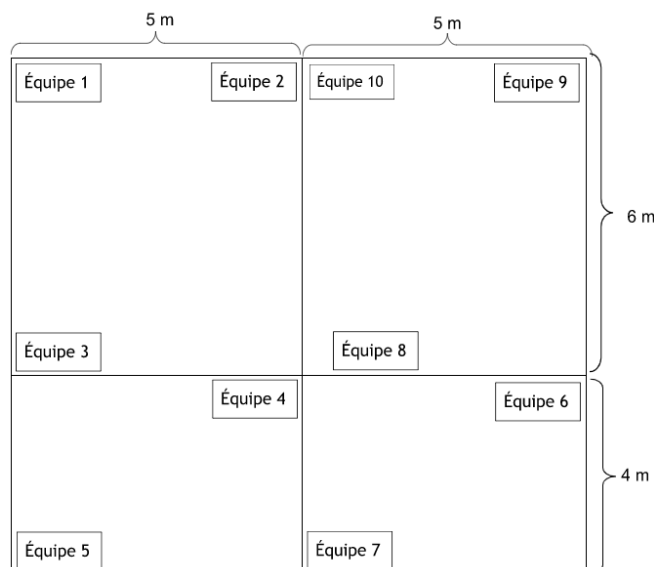 5 m
5 m
Équipe 1
Équipe 2
Équipe 10
Équipe 9
6 m
Équipe 3
Équipe 8
Équipe 4
Équipe 6
4 m
Équipe 5
Équipe 7